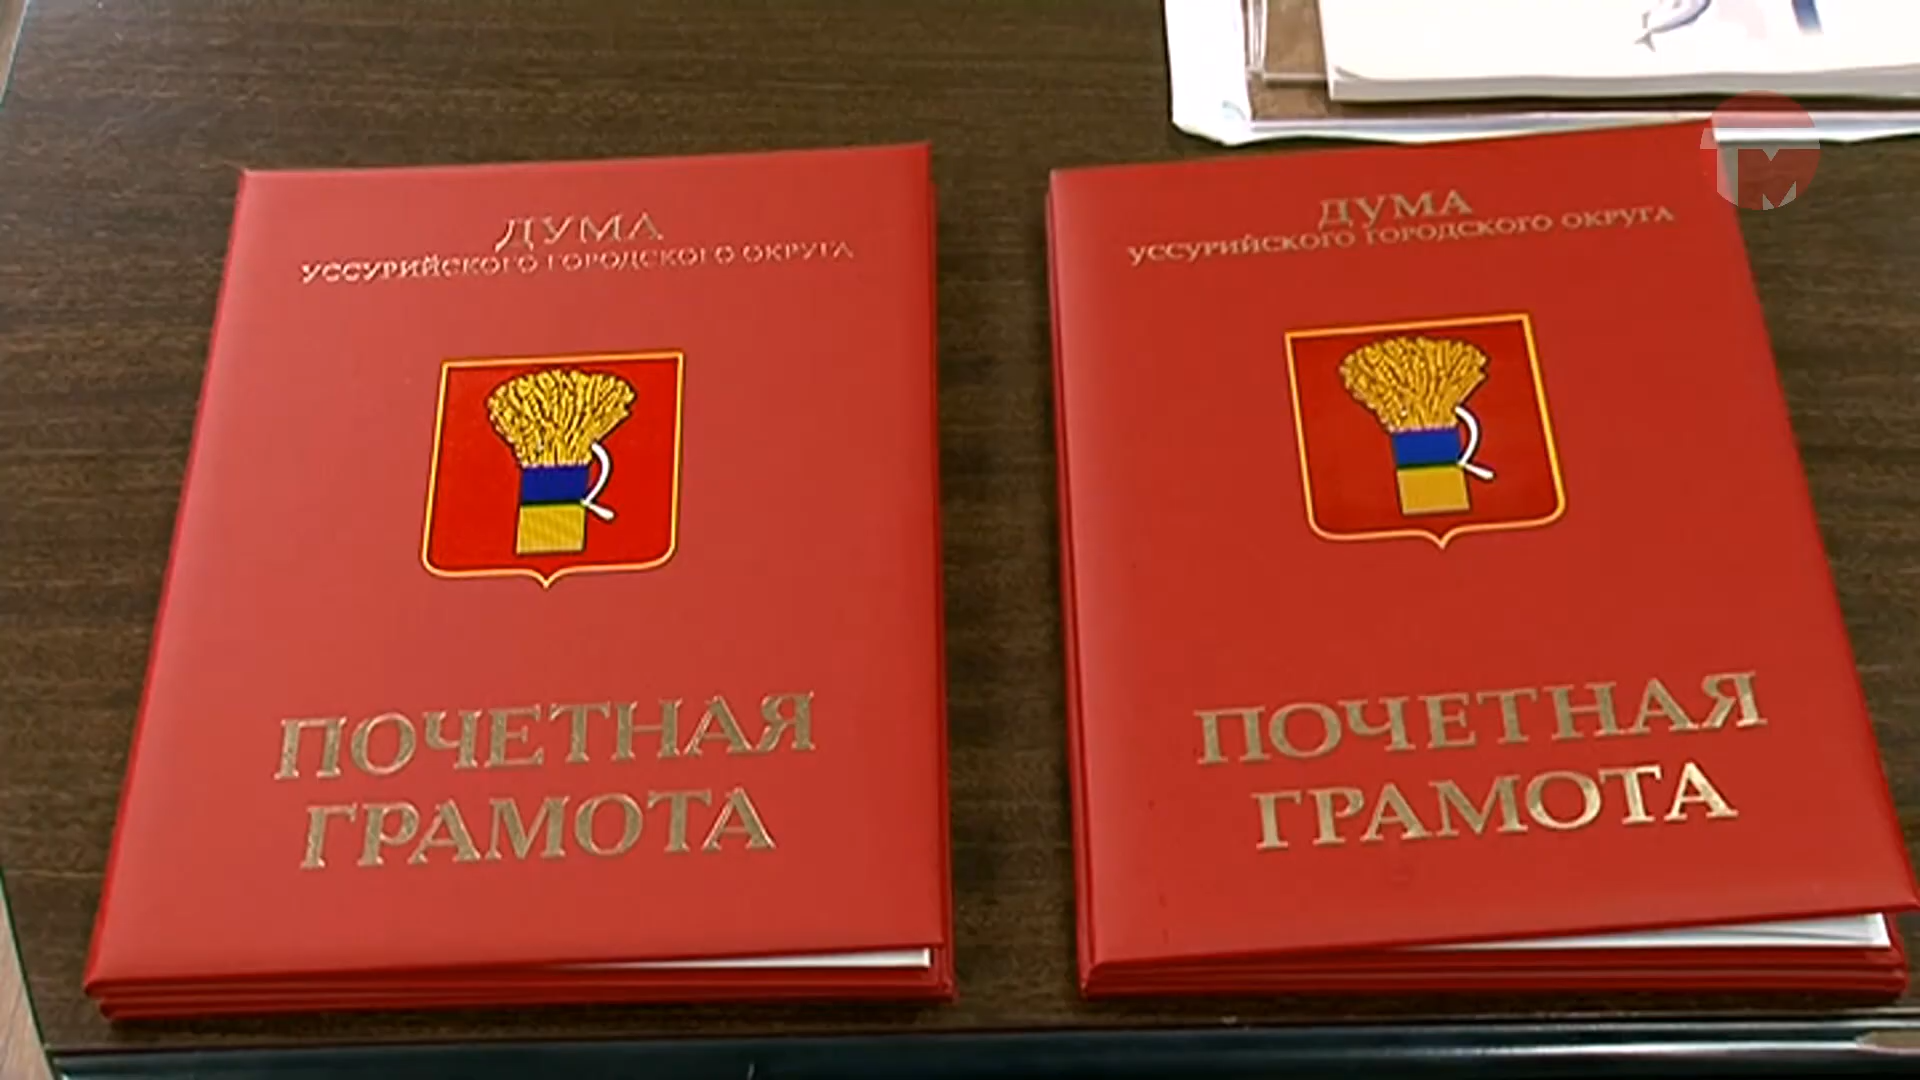 ДУМА
УССУРИЙСКОГО ГОРОДСКОГО ОКРУГА
ПОЧЕТНАЯ
ГРАМОТА
ДУМА
УССУРИЙСКОГО ГОРОДСКОГО ОКРУГА
ПОЧЕТНАЯ
ГРАМОТА